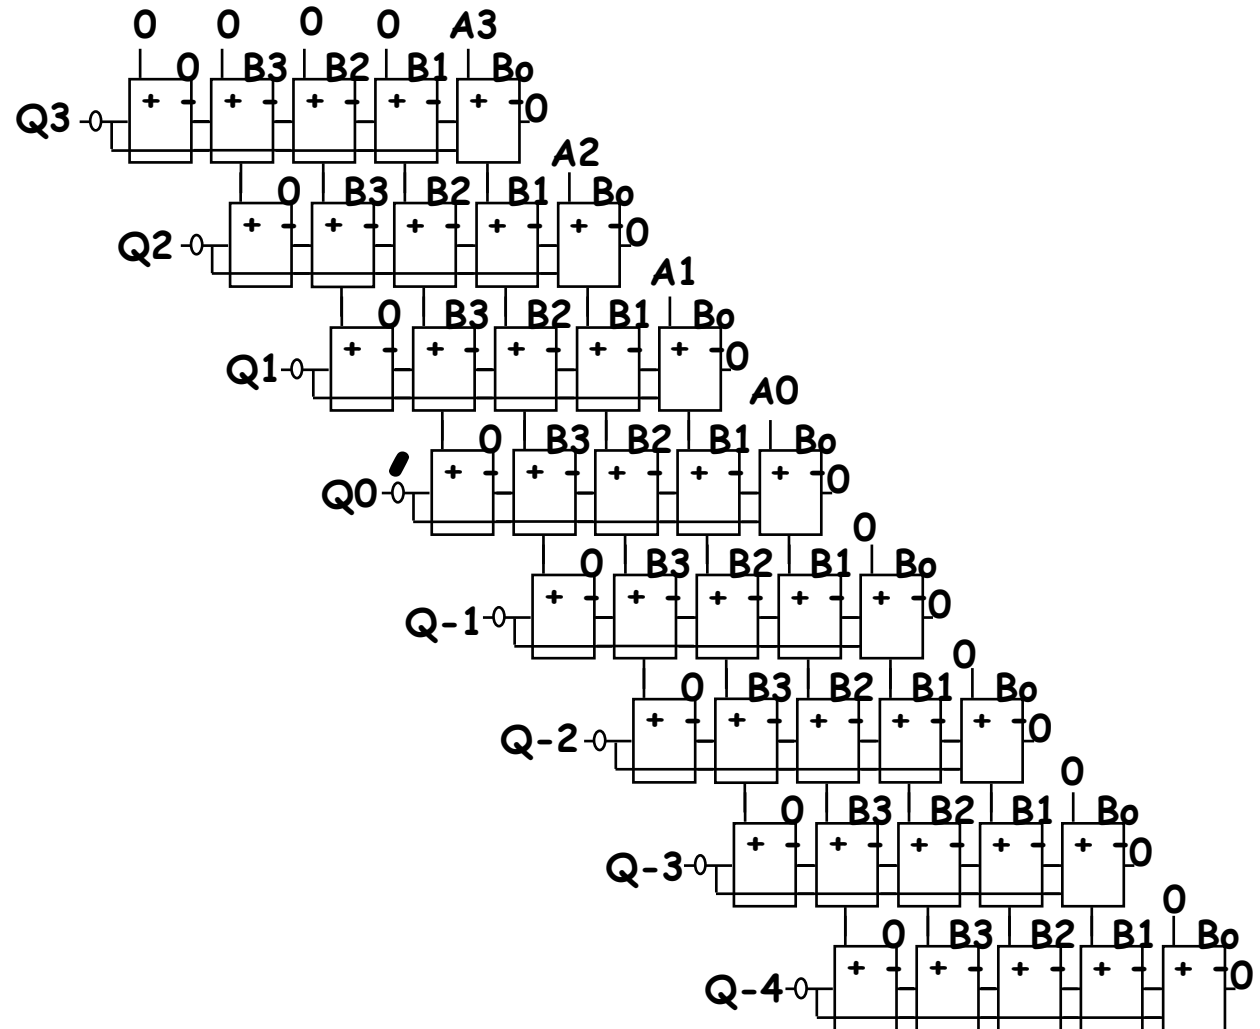 0 0 0 0 A3
0 B3 B2 B1 Bo
+ - + - + - + - + -
Q3 0
A2
0 B3 B2 B1 Bo
+ - + - + - + - + -
Q2 0
A1
0 B3 B2 B1 Bo
+ - + - + - + - + -
Q1 0
A0
0 B3 B2 B1 Bo
+ - + - + - + - + -
Q0 0
0
0 B3 B2 B1 Bo
+ - + - + - + - + -
Q-1 0
0
0 B3 B2 B1 Bo
+ - + - + - + - + -
Q-2 0
0
0 B3 B2 B1 Bo
+ - + - + - + - + -
Q-3 0
0
0 B3 B2 B1 Bo
+ - + - + - + - + -
Q-4 0